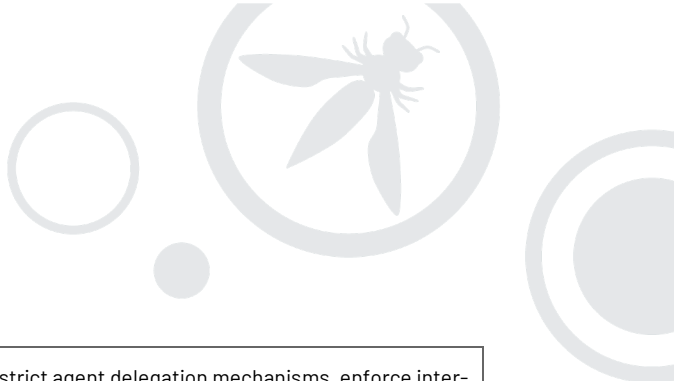 strict agent delegation mechanisms, enforce inter-